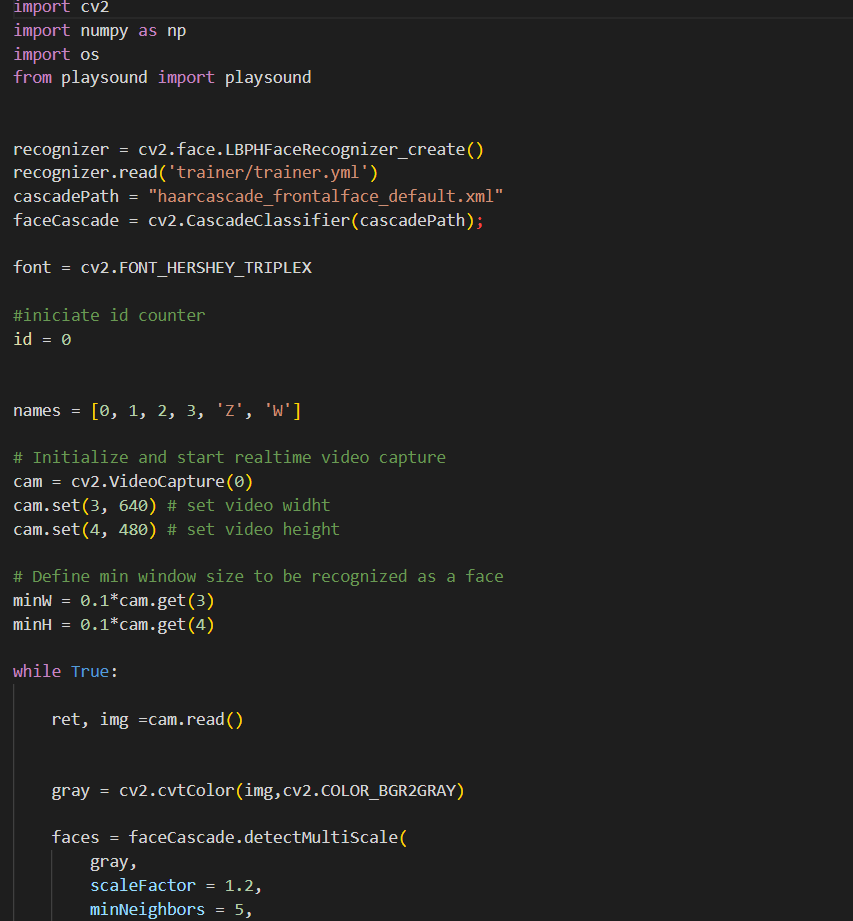 import cv2
import numpy as np
import os
from playsound import playsound
recognizer = cv2.face.LBPHFaceRecognizer_create()
recognizer.read('trainer/trainer.yml')
cascadePath = "haarcascade_frontalface_default.xml"
faceCascade = cv2.CascadeClassifier(cascadePath);
font = cv2.FONT_HERSHEY_TRIPLEX
#iniciate id counter
id = 0
names = [0, 1, 2, 3, 'Z', 'W']
# Initialize and start realtime video capture
cam = cv2.VideoCapture(0)
cam.set(3, 640) # set video widht
cam.set(4, 480) # set video height
# Define min window size to be recognized as a face
minW = 0.1*cam.get(3)
minH = 0.1*cam.get(4)
while True:
    ret, img =cam.read()
    gray = cv2.cvtColor(img,cv2.COLOR_BGR2GRAY)
    faces = faceCascade.detectMultiScale(
        gray,
        scaleFactor = 1.2,
        minNeighbors = 5,